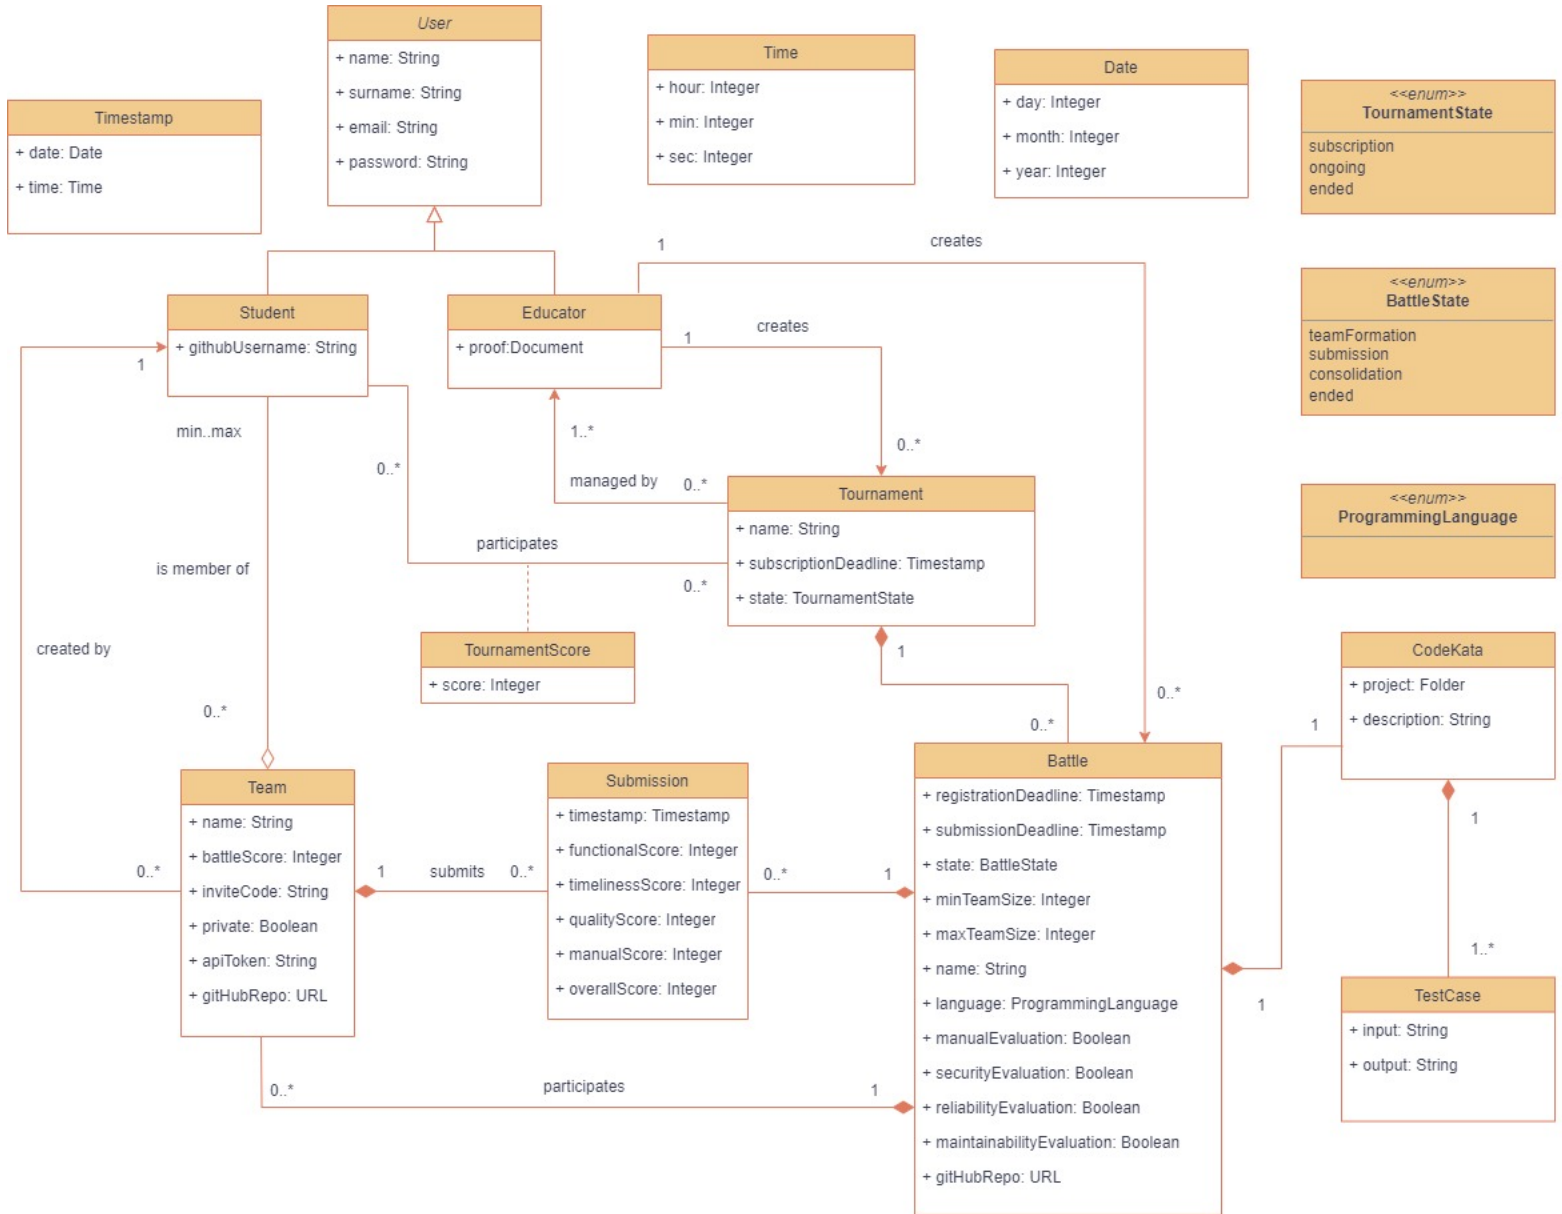 User
+ name: String
+ surname: String
+ email: String
+ password: String
Time
+ hour: Integer
+ min: Integer
+ sec: Integer
Date
+ day: Integer
+ month: Integer
+ year: Integer
<<enum>>
TournamentState
subscription
ongoing
ended
Timestamp
+ date: Date
+ time: Time
1
creates
<<enum>>
BattleState
teamFormation
submission
consolidation
ended
Student
+ githubUsername: String
Educator
+ proof:Document
1
creates
1
min..max
0..*
1..*
0..*
managed by
0..*
Tournament
+ name: String
+ subscriptionDeadline: Timestamp
+ state: TournamentState
<<enum>>
ProgrammingLanguage
participates
0..*
is member of
created by
TournamentScore
+ score: Integer
1
CodeKata
+ project: Folder
+ description: String
0..*
0..*
0..*
1
Team
+ name: String
+ battleScore: Integer
+ inviteCode: String
+ private: Boolean
+ apiToken: String
+ gitHubRepo: URL
Submission
+ timestamp: Timestamp
+ functionalScore: Integer
+ timelinessScore: Integer
+ qualityScore: Integer
+ manualScore: Integer
+ overallScore: Integer
Battle
+ registrationDeadline: Timestamp
+ submissionDeadline: Timestamp
+ state: BattleState
+ minTeamSize: Integer
+ maxTeamSize: Integer
+ name: String
+ language: ProgrammingLanguage
+ manualEvaluation: Boolean
+ securityEvaluation: Boolean
+ reliabilityEvaluation: Boolean
+ maintainabilityEvaluation: Boolean
+ gitHubRepo: URL
0..*
1
submits
0..*
0..*
1
1
1..*
1
TestCase
+ input: String
+ output: String
0..*
participates
1